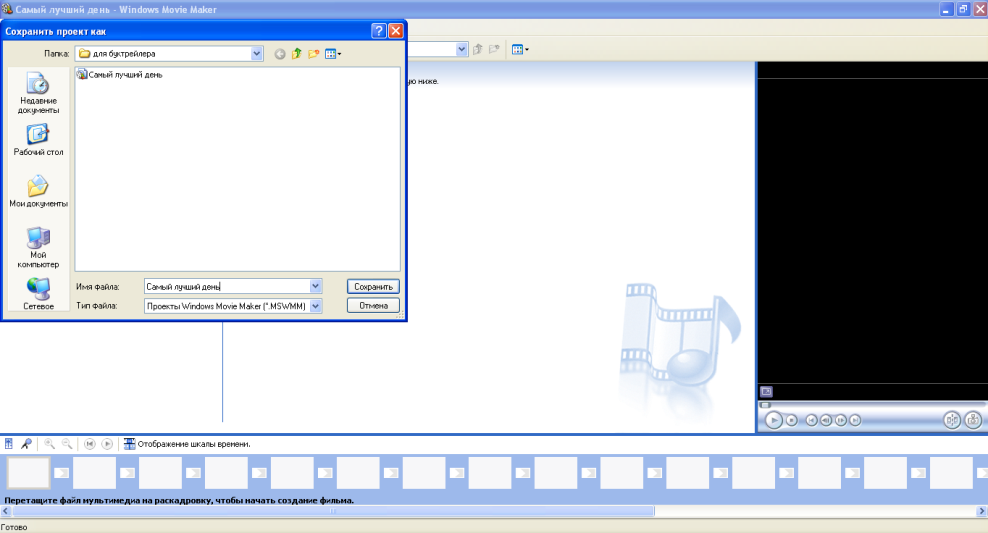 Самый лучший день - Windows Movie Maker
Сохранить проект как
Папка:
для буктрейлера
Самый лучший день
ую ниже.
Недавние
документы
Рабочий стол
Мои документы
Мой
компьютер
Сетевое
Имя файла:
Самый лучший день
Сохранить
Тип файла:
Проекты Windows Movie Maker (*.MSWMM)
Отмена
Отображение шкалы времени.
Перетащите файл мультимедиа на раскадровку, чтобы начать создание фильма.
Готово